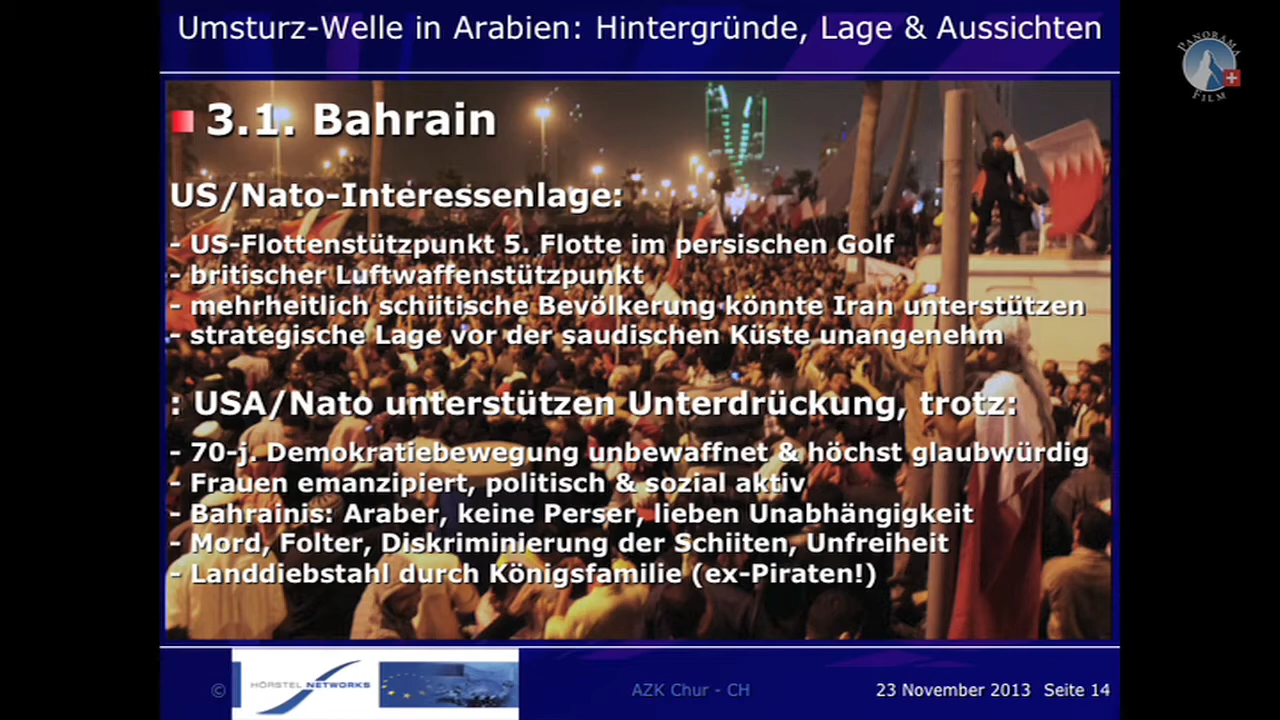 Umsturz-Welle in Arabien: Hintergründe, Lage & Aussichten
PANORAMA
FILM
3.1. Bahrain
US/Nato-Interessenlage:
- US-Flottenstützpunkt 5. Flotte im persischen Golf
- britischer Luftwaffenstützpunkt
- mehrheitlich schiitische Bevölkerung könnte Iran unterstützen
- strategische Lage vor der saudischen Küste unangenehm
: USA/Nato unterstützen Unterdrückung, trotz:
- 70-j. Demokratiebewegung unbewaffnet & höchst glaubwürdig
- Frauen emanzipiert, politisch & sozial aktiv
- Bahrainis: Araber, keine Perser, lieben Unabhängigkeit
- Mord, Folter, Diskriminierung der Schiiten, Unfreiheit
- Landdiebstahl durch Königsfamilie (ex-Piraten!)
© HÖRSTEL NETWORKS AZK Chur - CH 23 November 2013 Seite 14